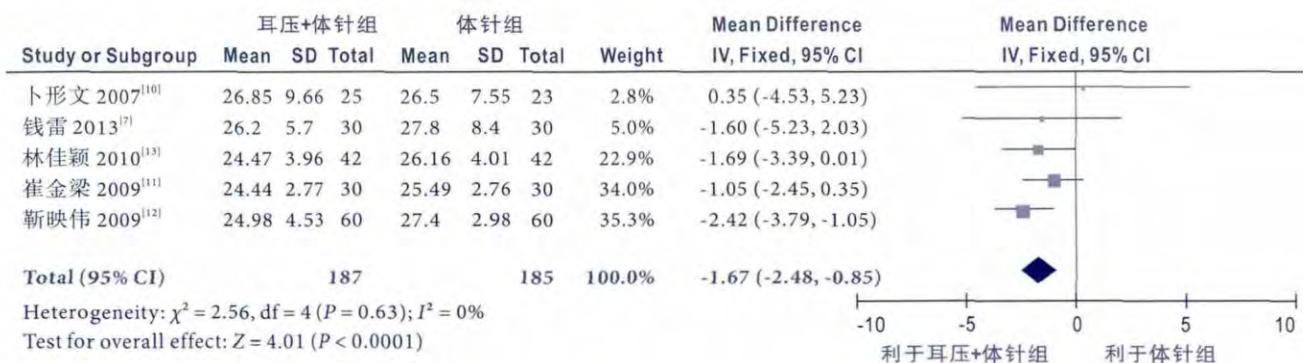 耳压+体针组 体针组 Mean Difference Mean Difference
Study or Subgroup Mean SD Total Mean SD Total Weight IV, Fixed, 95% CI IV, Fixed, 95% CI
卜彤文 2007[10] 26.85 9.66 25 26.5 7.55 23 2.8% 0.35 (-4.53, 5.23)
钱雷 2013[7] 26.2 5.7 30 27.8 8.4 30 5.0% -1.60 (-5.23, 2.03)
林佳颖 2010[13] 24.47 3.96 42 26.16 4.01 42 22.9% -1.69 (-3.39, 0.01)
崔金梁 2009[11] 24.44 2.77 30 25.49 2.76 30 34.0% -1.05 (-2.45, 0.35)
靳映伟 2009[12] 24.98 4.53 60 27.4 2.98 60 35.3% -2.42 (-3.79, -1.05)
Total (95% CI) 187 185 100.0% -1.67 (-2.48, -0.85)
Heterogeneity: χ² = 2.56, df = 4 (P = 0.63); I² = 0%
Test for overall effect: Z = 4.01 (P < 0.0001)
-10 -5 0 5 10
利于耳压+体针组 利于体针组